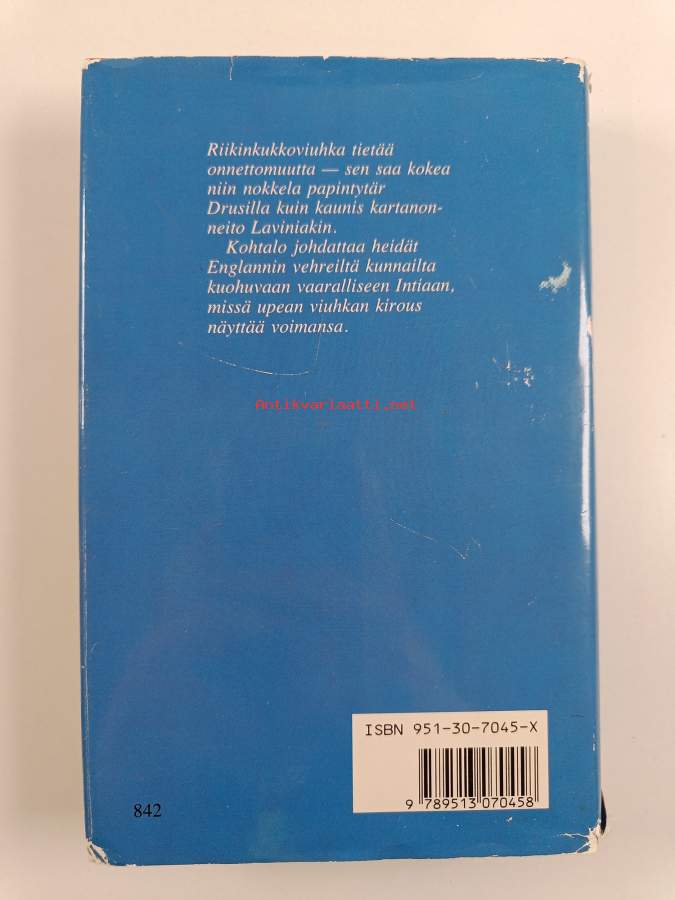 Riikinkukkoviuhka tietää
onnettomuutta — sen saa kokea
niin nokkela papintytär
Drusilla kuin kaunis kartanon-
neito Laviniakin.
Kohtalo johdattaa heidät
Englannin vehreiltä kunnailta
kuohuvaan vaaralliseen Intiaan,
missä upean viuhkan kirous
näyttää voimansa.
Antikvariaatti.net
ISBN 951-30-7045-X
9 789513 070458
842